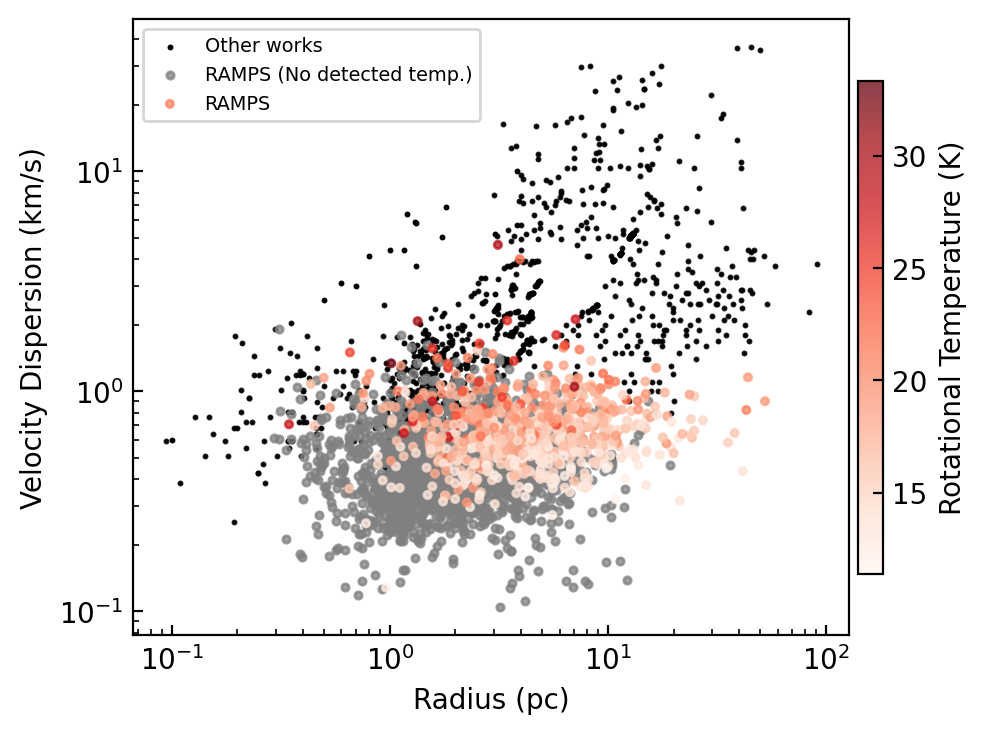 Other works
RAMPS (No detected temp.)
RAMPS
10¹
10⁰
10⁻¹
Velocity Dispersion (km/s)
10⁻¹
10⁰
10¹
10²
Radius (pc)
30
25
20
15
Rotational Temperature (K)